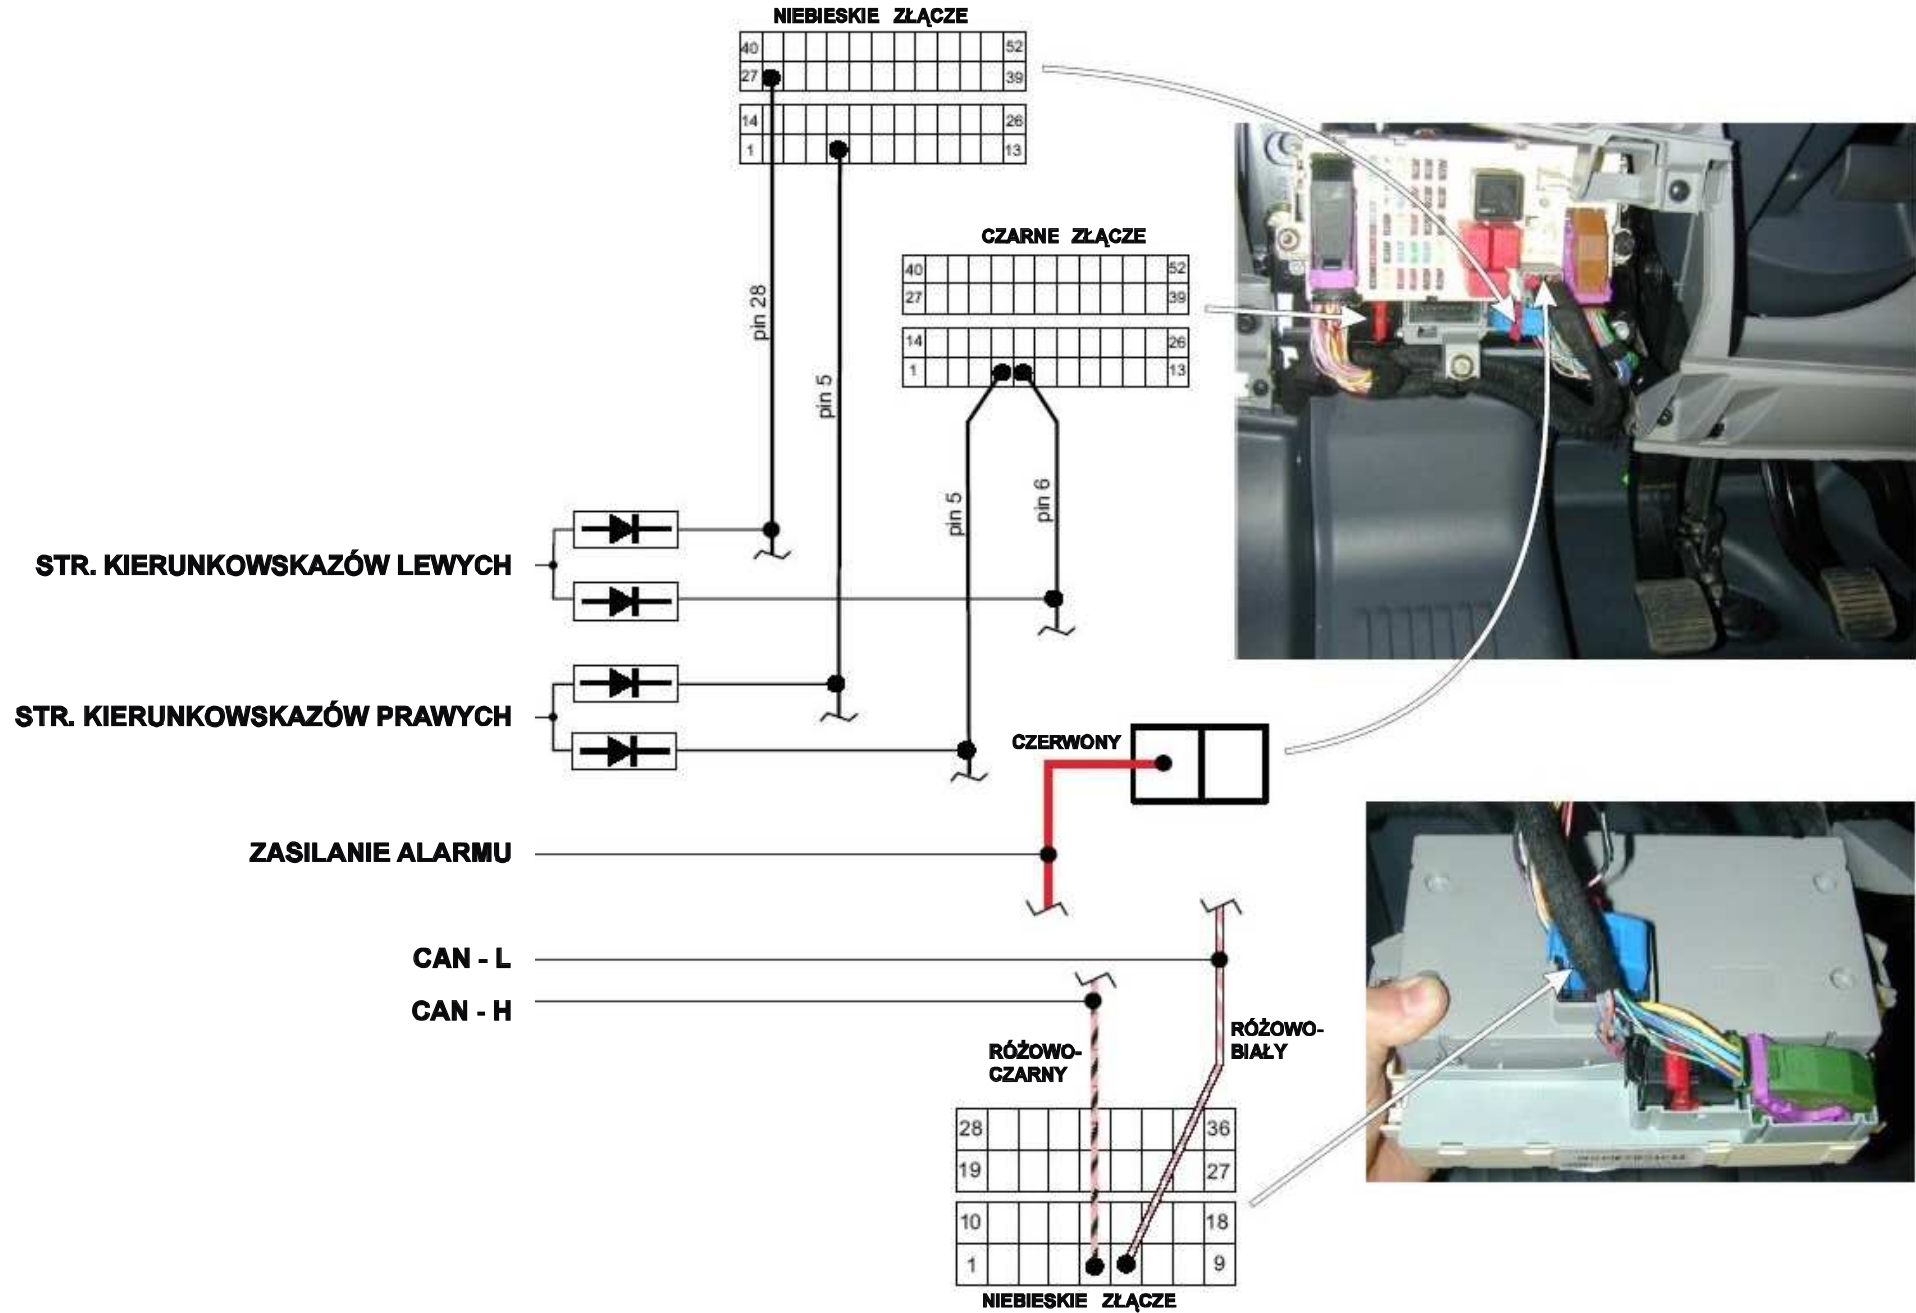 NIEBIESKIE ZŁĄCZE
40 52
27 39
14 26
1 13
CZARNE ZŁĄCZE
40 52
27 39
14 26
1 13
pin 28
pin 5
pin 5
pin 6
STR. KIERUNKOWSKAZÓW LEWYCH
STR. KIERUNKOWSKAZÓW PRAWYCH
CZERWONY
ZASILANIE ALARMU
CAN - L
CAN - H
RÓŻOWO-
CZARNY
RÓŻOWO-
BIAŁY
28 36
19 27
10 18
1 9
NIEBIESKIE ZŁĄCZE